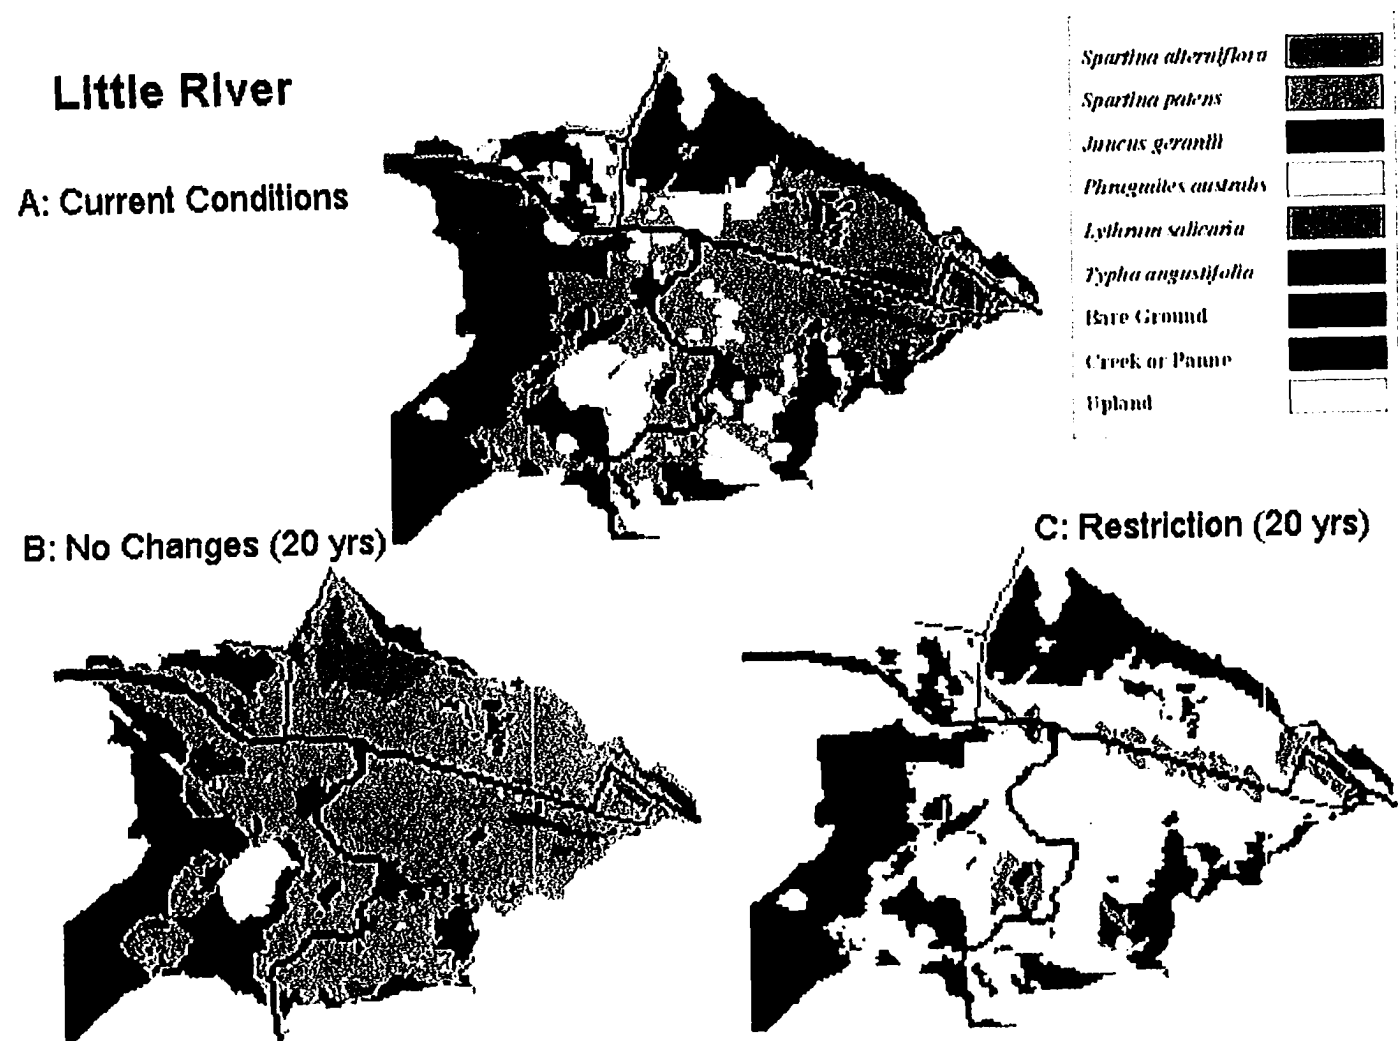 Little River
A: Current Conditions
Spartina alterniflora
Spartina patens
Juncus gerardii
Phragmites australis
Lythrum salicaria
Typha angustifolia
Bare Ground
Creek or Panne
Upland
B: No Changes (20 yrs)
C: Restriction (20 yrs)